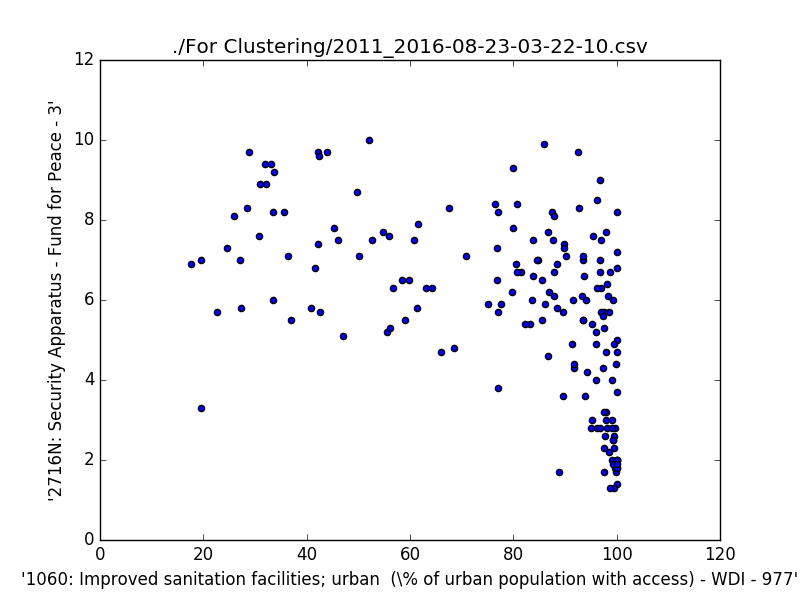 ./For Clustering/2011_2016-08-23-03-22-10.csv
12
10
8
6
4
2
0
'2716N: Security Apparatus - Fund for Peace - 3'
0 20 40 60 80 100 120
'1060: Improved sanitation facilities; urban  (\% of urban population with access) - WDI - 977'